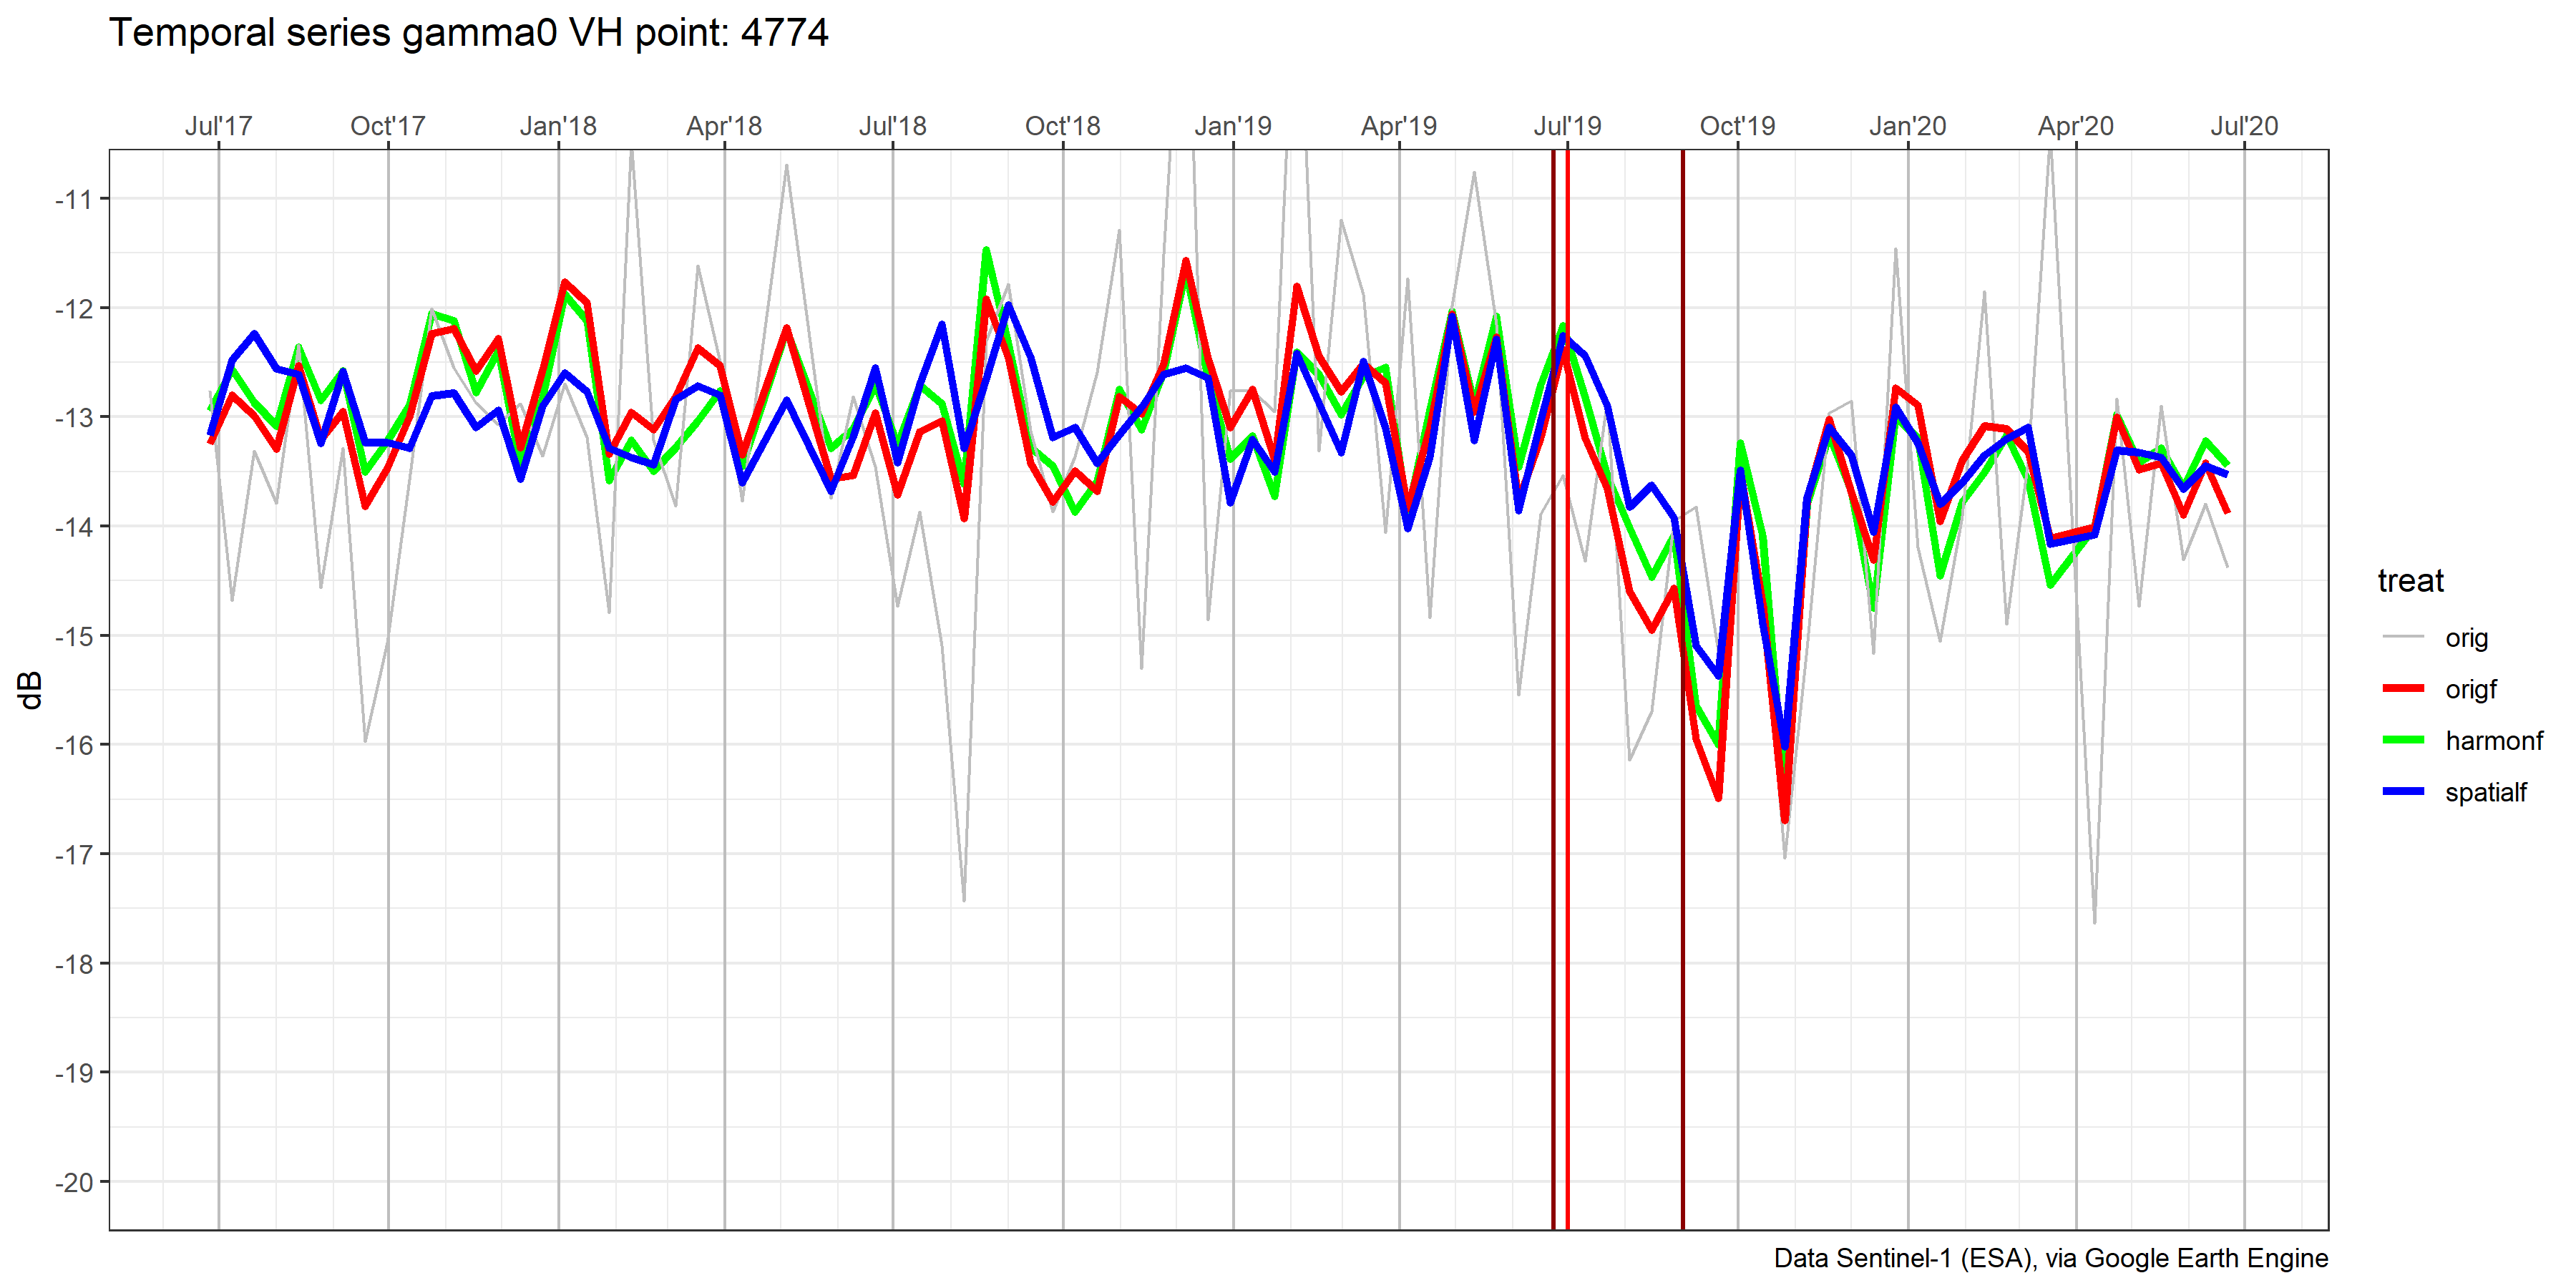 Temporal series gamma0 VH point: 4774
Jul'17 Oct'17 Jan'18 Apr'18 Jul'18 Oct'18 Jan'19 Apr'19 Jul'19 Oct'19 Jan'20 Apr'20 Jul'20
-11
-12
-13
-14
-15
-16
-17
-18
-19
-20
dB
treat
orig
origf
harmonf
spatialf
Data Sentinel-1 (ESA), via Google Earth Engine